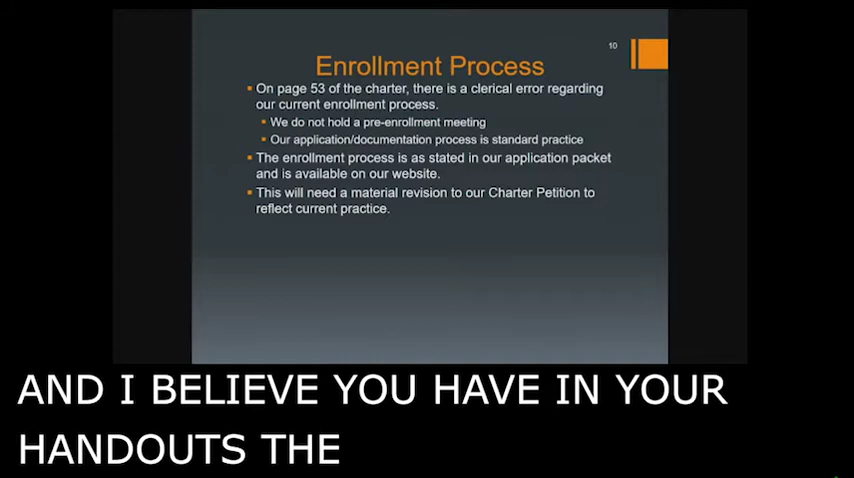 10
Enrollment Process
On page 53 of the charter, there is a clerical error regarding
our current enrollment process.
We do not hold a pre-enrollment meeting
Our application/documentation process is standard practice
The enrollment process is as stated in our application packet
and is available on our website.
This will need a material revision to our Charter Petition to
reflect current practice.
AND I BELIEVE YOU HAVE IN YOUR
HANDOUTS THE